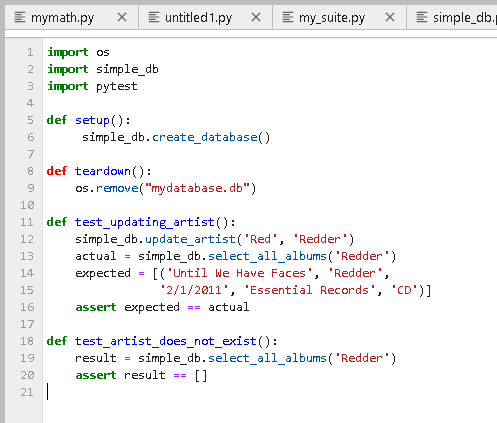 mymath.py untitled1.py my_suite.py simple_db.
1 import os
2 import simple_db
3 import pytest
4
5 def setup():
6 simple_db.create_database()
7
8 def teardown():
9 os.remove("mydatabase.db")
10
11 def test_updating_artist():
12 simple_db.update_artist('Red', 'Redder')
13 actual = simple_db.select_all_albums('Redder')
14 expected = [('Until We Have Faces', 'Redder',
15 '2/1/2011', 'Essential Records', 'CD')]
16 assert expected == actual
17
18 def test_artist_does_not_exist():
19 result = simple_db.select_all_albums('Redder')
20 assert result == []
21